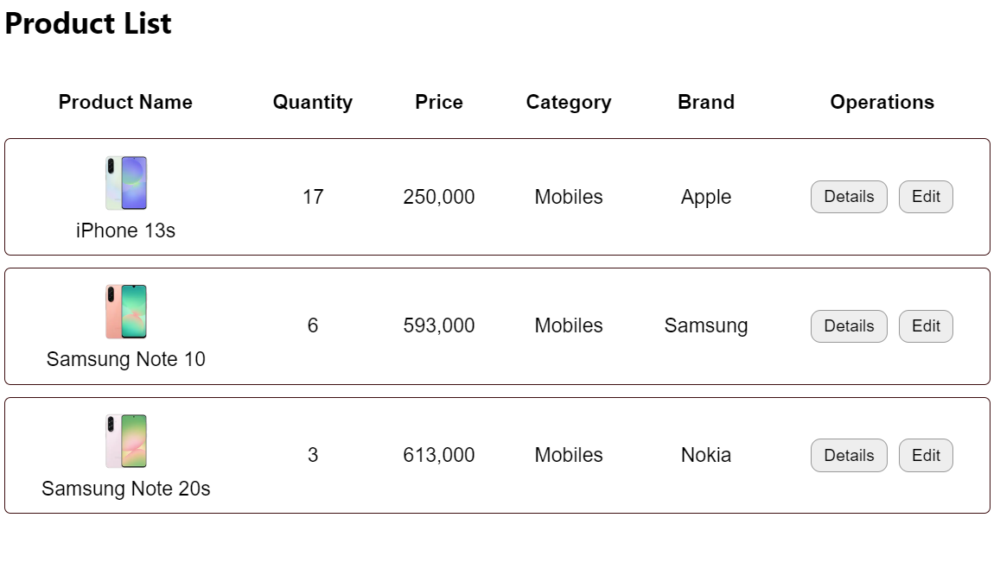 Product List
Product Name Quantity Price Category Brand Operations
17 250,000 Mobiles Apple Details Edit
iPhone 13s
6 593,000 Mobiles Samsung Details Edit
Samsung Note 10
3 613,000 Mobiles Nokia Details Edit
Samsung Note 20s